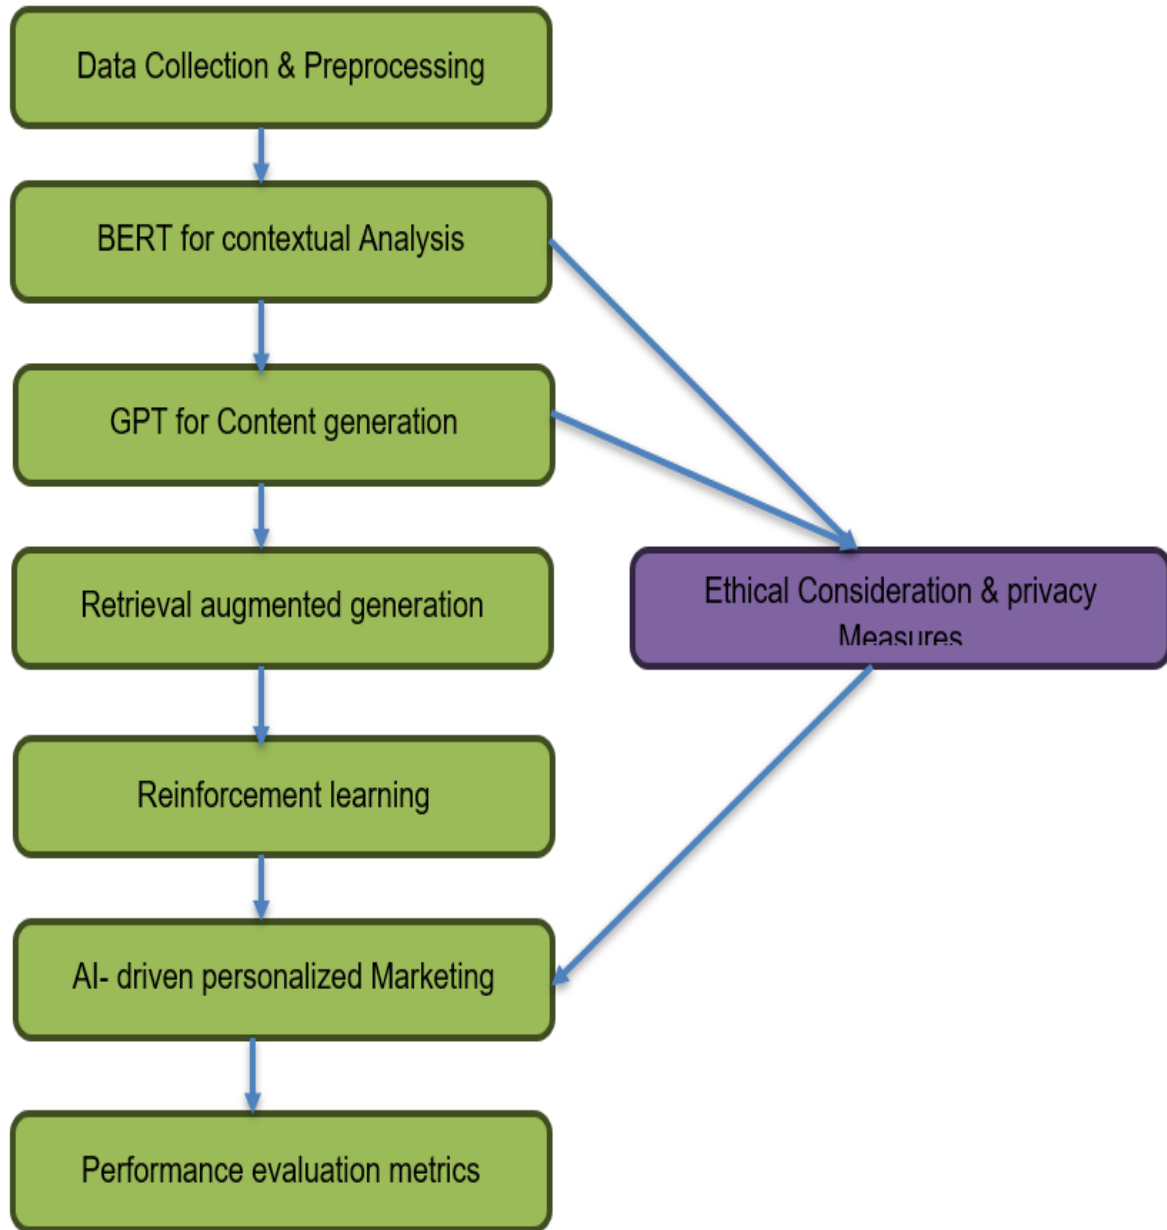 Data Collection & Preprocessing
BERT for contextual Analysis
GPT for Content generation
Retrieval augmented generation
Ethical Consideration & privacy
Measures
Reinforcement learning
AI- driven personalized Marketing
Performance evaluation metrics